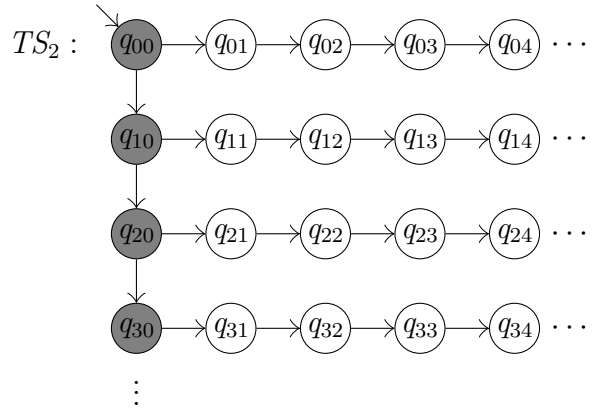 TS₂ : q₀₀ q₀₁ q₀₂ q₀₃ q₀₄ ⋯
q₁₀ q₁₁ q₁₂ q₁₃ q₁₄ ⋯
q₂₀ q₂₁ q₂₂ q₂₃ q₂₄ ⋯
q₃₀ q₃₁ q₃₂ q₃₃ q₃₄ ⋯
⋮